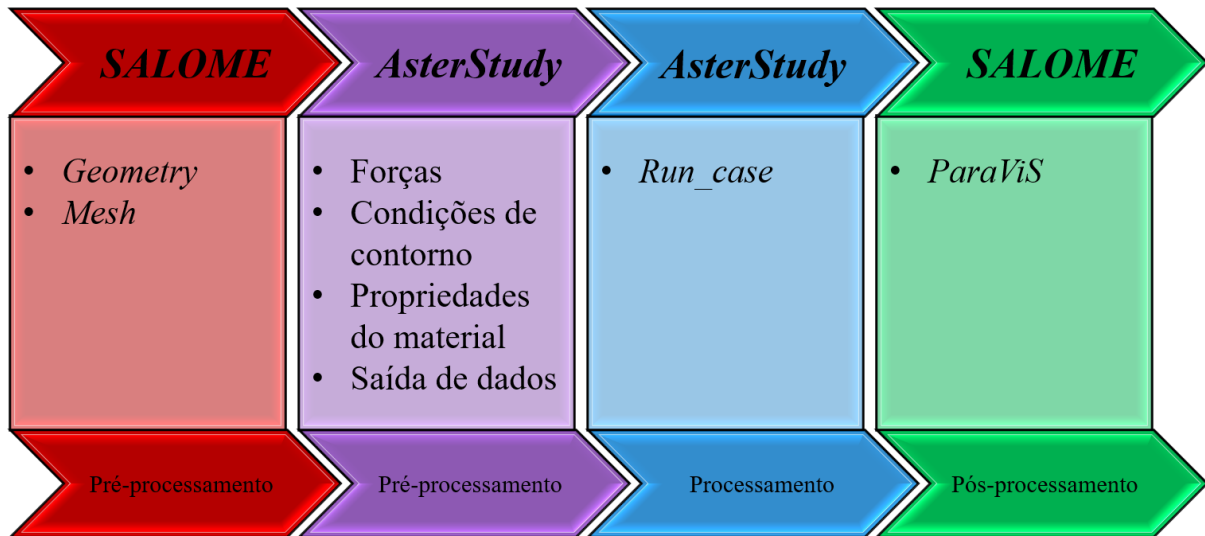 SALOME
AsterStudy
AsterStudy
SALOME
• Geometry
• Mesh
• Forças
• Condições de
contorno
• Propriedades
do material
• Saída de dados
• Run_case
• ParaViS
Pré-processamento
Pré-processamento
Processamento
Pós-processamento